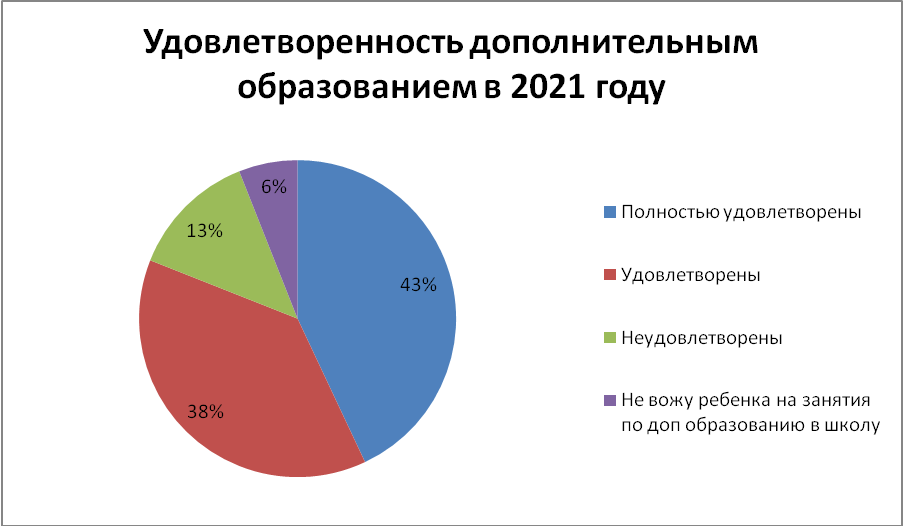 Удовлетворенность дополнительным
образованием в 2021 году
6%
13%
43%
38%
Полностью удовлетворены
Удовлетворены
Неудовлетворены
Не вожу ребенка на занятия
по доп образованию в школу